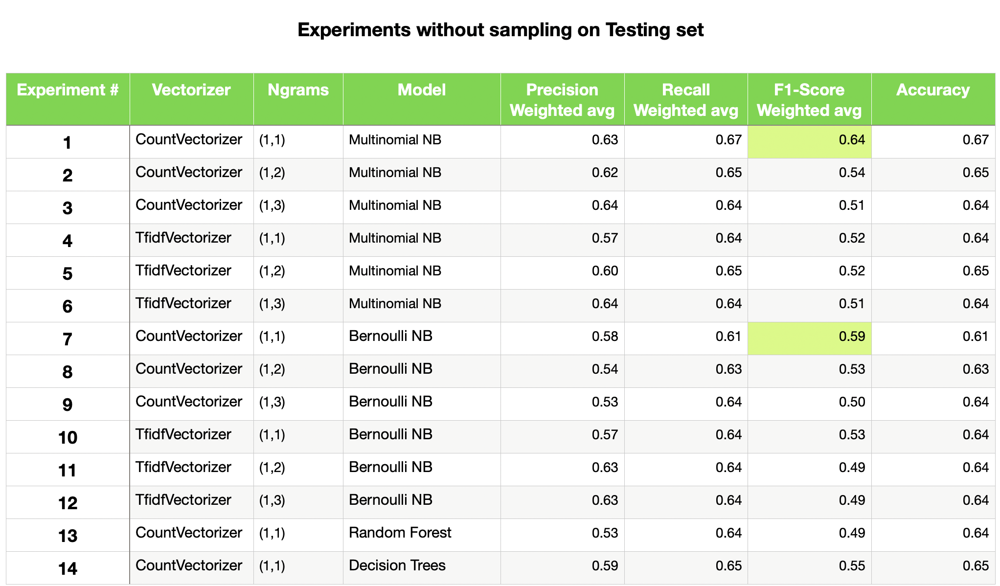 Experiments without sampling on Testing set
Experiment # Vectorizer Ngrams Model Precision Weighted avg Recall Weighted avg F1-Score Weighted avg Accuracy
1 CountVectorizer (1,1) Multinomial NB 0.63 0.67 0.64 0.67
2 CountVectorizer (1,2) Multinomial NB 0.62 0.65 0.54 0.65
3 CountVectorizer (1,3) Multinomial NB 0.64 0.64 0.51 0.64
4 TfidfVectorizer (1,1) Multinomial NB 0.57 0.64 0.52 0.64
5 TfidfVectorizer (1,2) Multinomial NB 0.60 0.65 0.52 0.65
6 TfidfVectorizer (1,3) Multinomial NB 0.64 0.64 0.51 0.64
7 CountVectorizer (1,1) Bernoulli NB 0.58 0.61 0.59 0.61
8 CountVectorizer (1,2) Bernoulli NB 0.54 0.63 0.53 0.63
9 CountVectorizer (1,3) Bernoulli NB 0.53 0.64 0.50 0.64
10 TfidfVectorizer (1,1) Bernoulli NB 0.57 0.64 0.53 0.64
11 TfidfVectorizer (1,2) Bernoulli NB 0.63 0.64 0.49 0.64
12 TfidfVectorizer (1,3) Bernoulli NB 0.63 0.64 0.49 0.64
13 CountVectorizer (1,1) Random Forest 0.53 0.64 0.49 0.64
14 CountVectorizer (1,1) Decision Trees 0.59 0.65 0.55 0.65